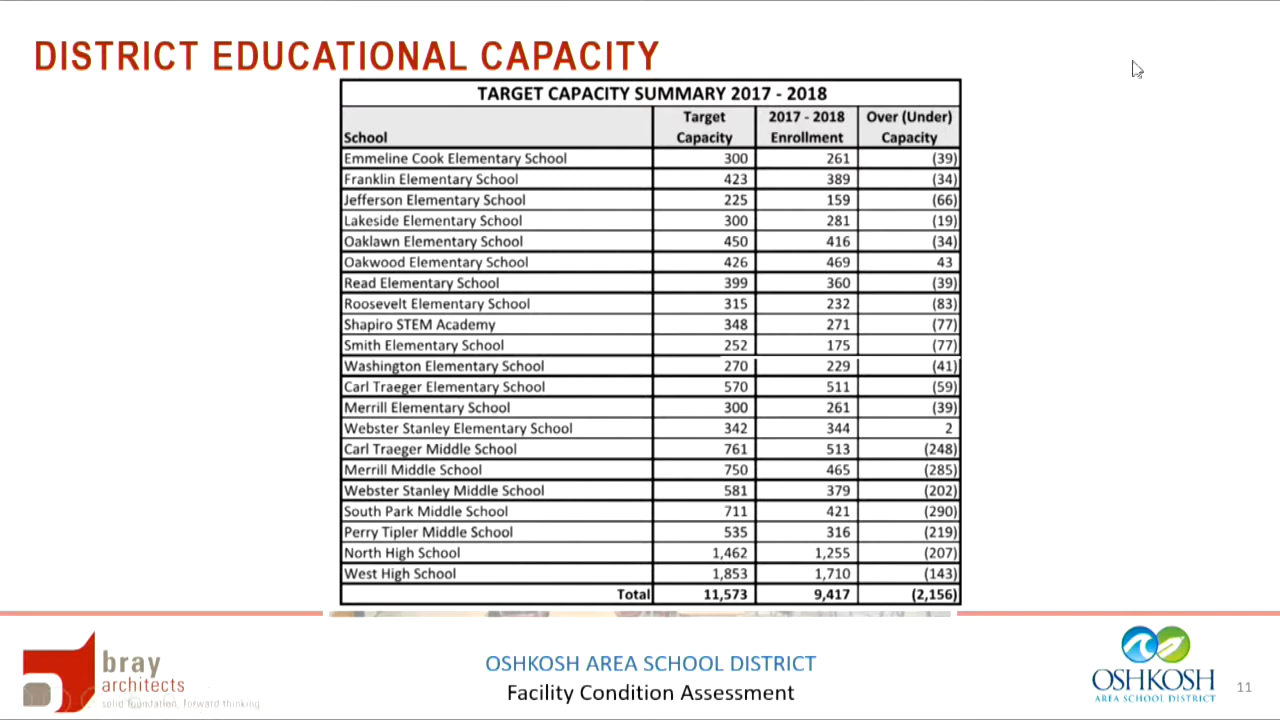 DISTRICT EDUCATIONAL CAPACITY
TARGET CAPACITY SUMMARY 2017 - 2018
School Target Capacity 2017 - 2018 Enrollment Over (Under) Capacity
Emmeline Cook Elementary School 300 261 (39)
Franklin Elementary School 423 389 (34)
Jefferson Elementary School 225 159 (66)
Lakeside Elementary School 300 281 (19)
Oaklawn Elementary School 450 416 (34)
Oakwood Elementary School 426 469 43
Read Elementary School 399 360 (39)
Roosevelt Elementary School 315 232 (83)
Shapiro STEM Academy 348 271 (77)
Smith Elementary School 252 175 (77)
Washington Elementary School 270 229 (41)
Carl Traeger Elementary School 570 511 (59)
Merrill Elementary School 300 261 (39)
Webster Stanley Elementary School 342 344 2
Carl Traeger Middle School 761 513 (248)
Merrill Middle School 750 465 (285)
Webster Stanley Middle School 581 379 (202)
South Park Middle School 711 421 (290)
Perry Tipler Middle School 535 316 (219)
North High School 1,462 1,255 (207)
West High School 1,853 1,710 (143)
Total 11,573 9,417 (2,156)
bray
architects
solid foundation, forward thinking
OSHKOSH AREA SCHOOL DISTRICT
Facility Condition Assessment
OSHKOSH
AREA SCHOOL DISTRICT
11